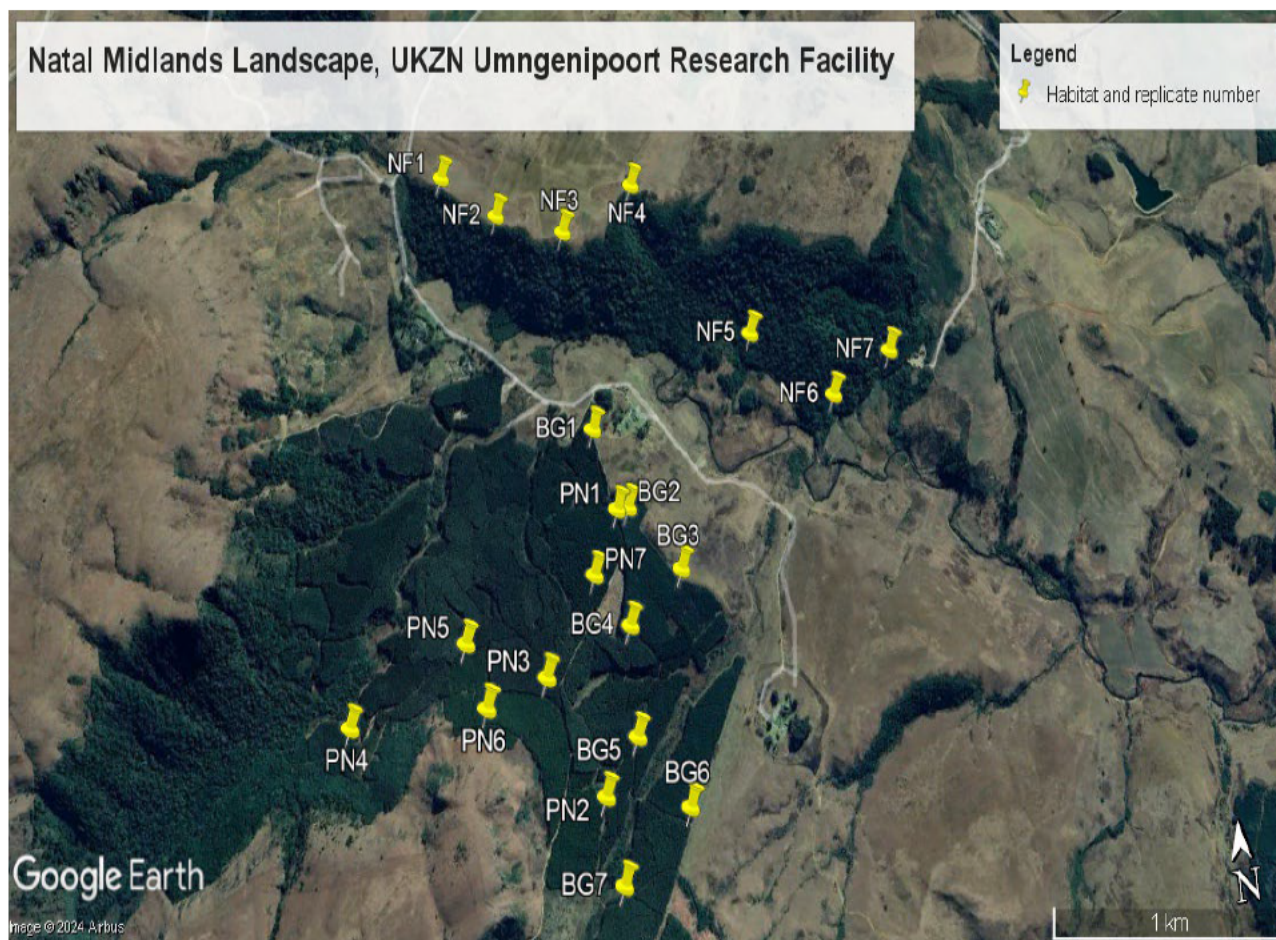 Natal Midlands Landscape, UKZN Umngenipoort Research Facility
Legend
Habitat and replicate number
NF1
NF2
NF3
NF4
NF5
NF7
NF6
BG1
PN1
BG2
BG3
PN7
BG4
PN5
PN3
PN4
PN6
BG5
BG6
PN2
BG7
Google Earth
Image © 2024 Airbus
N
1 km